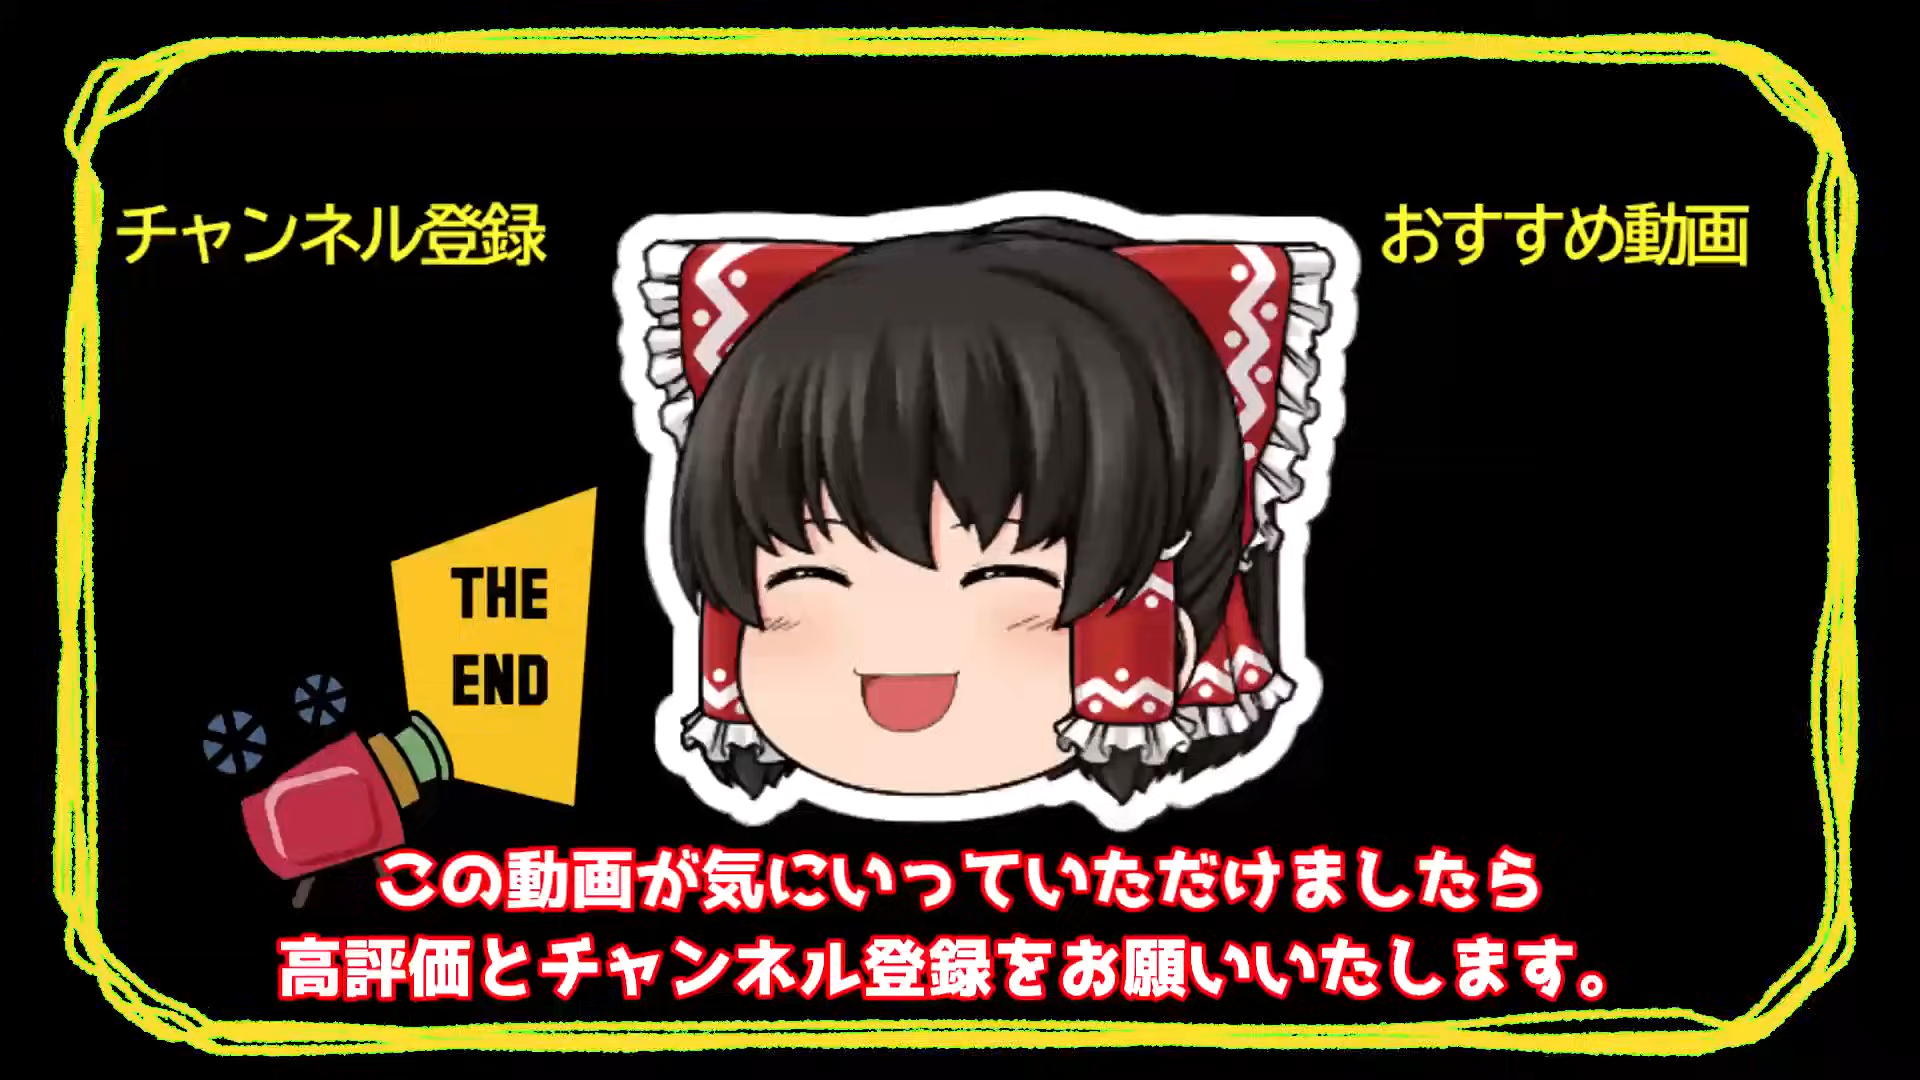 チャンネル登録
おすすめ動画
THE
END
この動画が気にいっていただけましたら
高評価とチャンネル登録をお願いいたします。